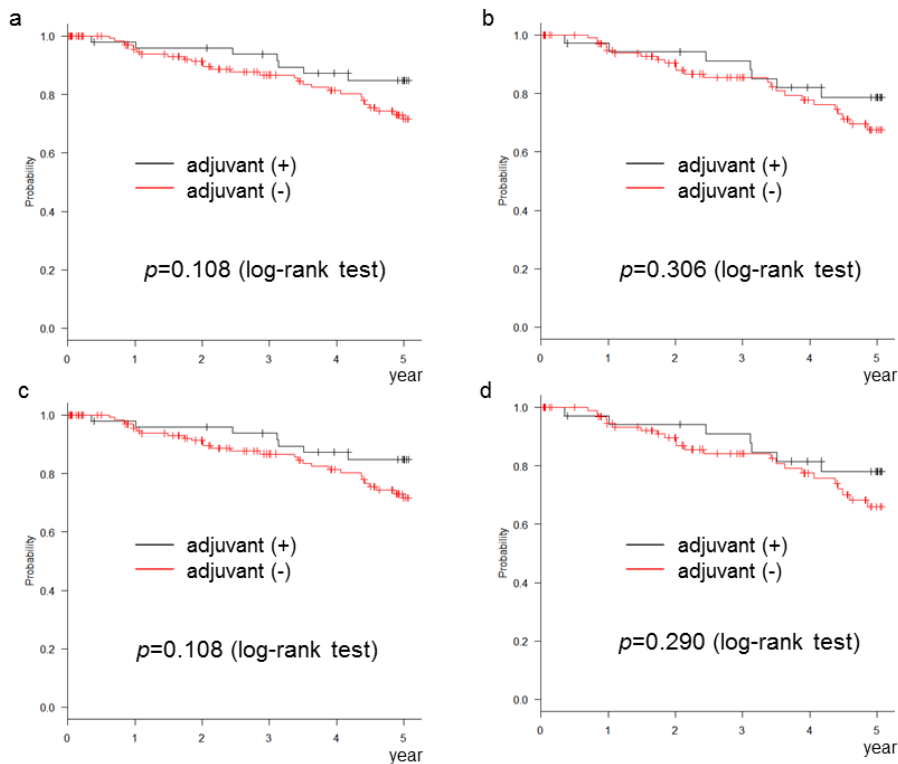 a
1.0
0.8
0.6
0.4
0.2
0.0
Probability
adjuvant (+)
adjuvant (-)
p=0.108 (log-rank test)
0 1 2 3 4 5
year
b
1.0
0.8
0.6
0.4
0.2
0.0
Probability
adjuvant (+)
adjuvant (-)
p=0.306 (log-rank test)
0 1 2 3 4 5
year
c
1.0
0.8
0.6
0.4
0.2
0.0
Probability
adjuvant (+)
adjuvant (-)
p=0.108 (log-rank test)
0 1 2 3 4 5
year
d
1.0
0.8
0.6
0.4
0.2
0.0
Probability
adjuvant (+)
adjuvant (-)
p=0.290 (log-rank test)
0 1 2 3 4 5
year